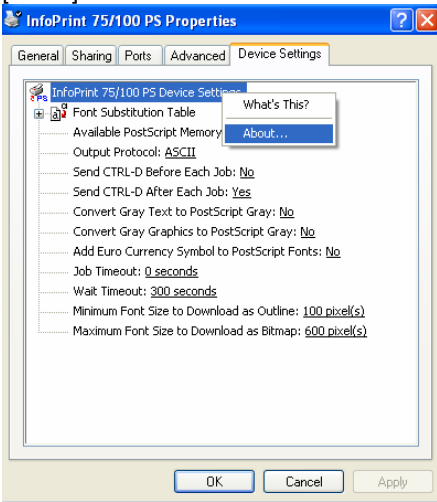 InfoPrint 75/100 PS Properties
General Sharing Ports Advanced Device Settings
InfoPrint 75/100 PS Device Settings
What's This?
Font Substitution Table
About...
Available PostScript Memory
Output Protocol: ASCII
Send CTRL-D Before Each Job: No
Send CTRL-D After Each Job: Yes
Convert Gray Text to PostScript Gray: No
Convert Gray Graphics to PostScript Gray: No
Add Euro Currency Symbol to PostScript Fonts: No
Job Timeout: 0 seconds
Wait Timeout: 300 seconds
Minimum Font Size to Download as Outline: 100 pixel(s)
Maximum Font Size to Download as Bitmap: 600 pixel(s)
OK Cancel Apply